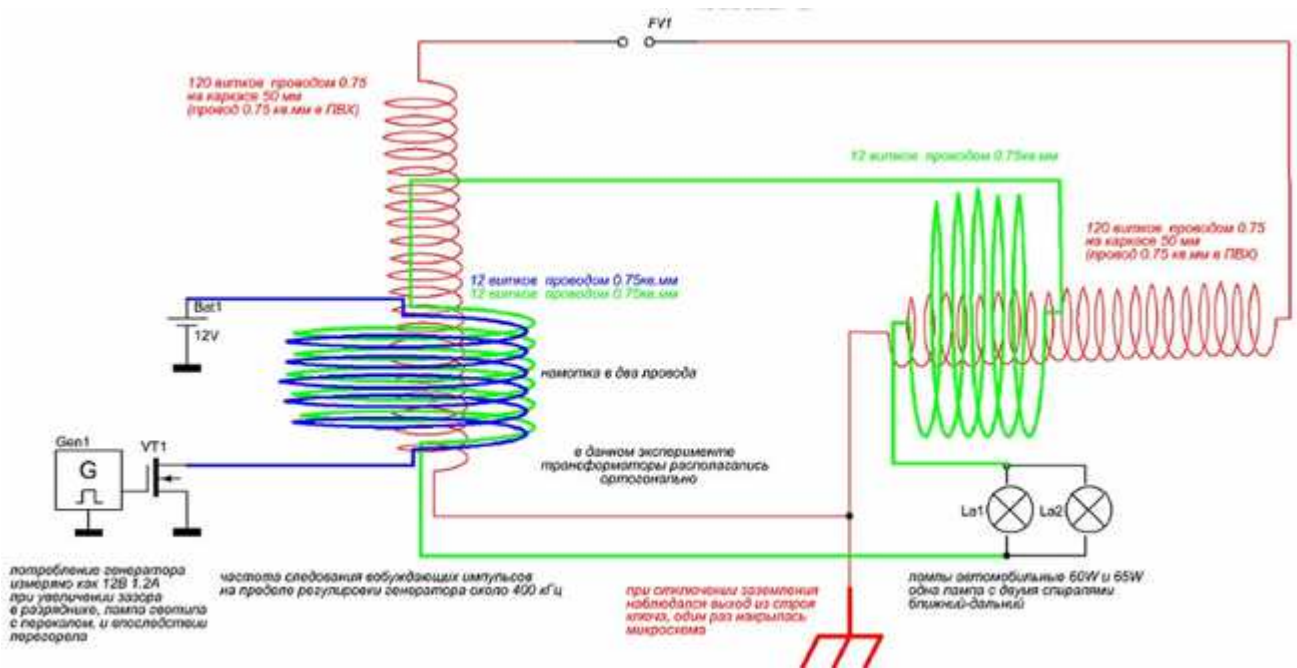 FV1
120 витков проводом 0.75
на каркасе 50 мм
(провод 0.75 кв.мм в ПВХ)
12 витков проводом 0.75кв.мм
120 витков проводом 0.75
на каркасе 50 мм
(провод 0.75 кв.мм в ПВХ)
12 витков проводом 0.75кв.мм
12 витков проводом 0.75кв.мм
Bat1
12V
намотка в два провода
Gen1
VT1
G
в данном эксперименте
трансформаторы располагались
ортогонально
La1
La2
потребление генератора
измеряно как 12В 1.2А
при увеличении зазора
в разряднике, лампа светила
с перекалом, и впоследствии
перегорела
частота следования вобуждающих импульсов
на пределе регулировки генератора около 400 кГц
при отключении заземления
наблюдался выход из строя
ключа, один раз накрылась
микросхема
лампы автомобильные 60W и 65W
одна лампа с двумя спиралями
ближний-дальний